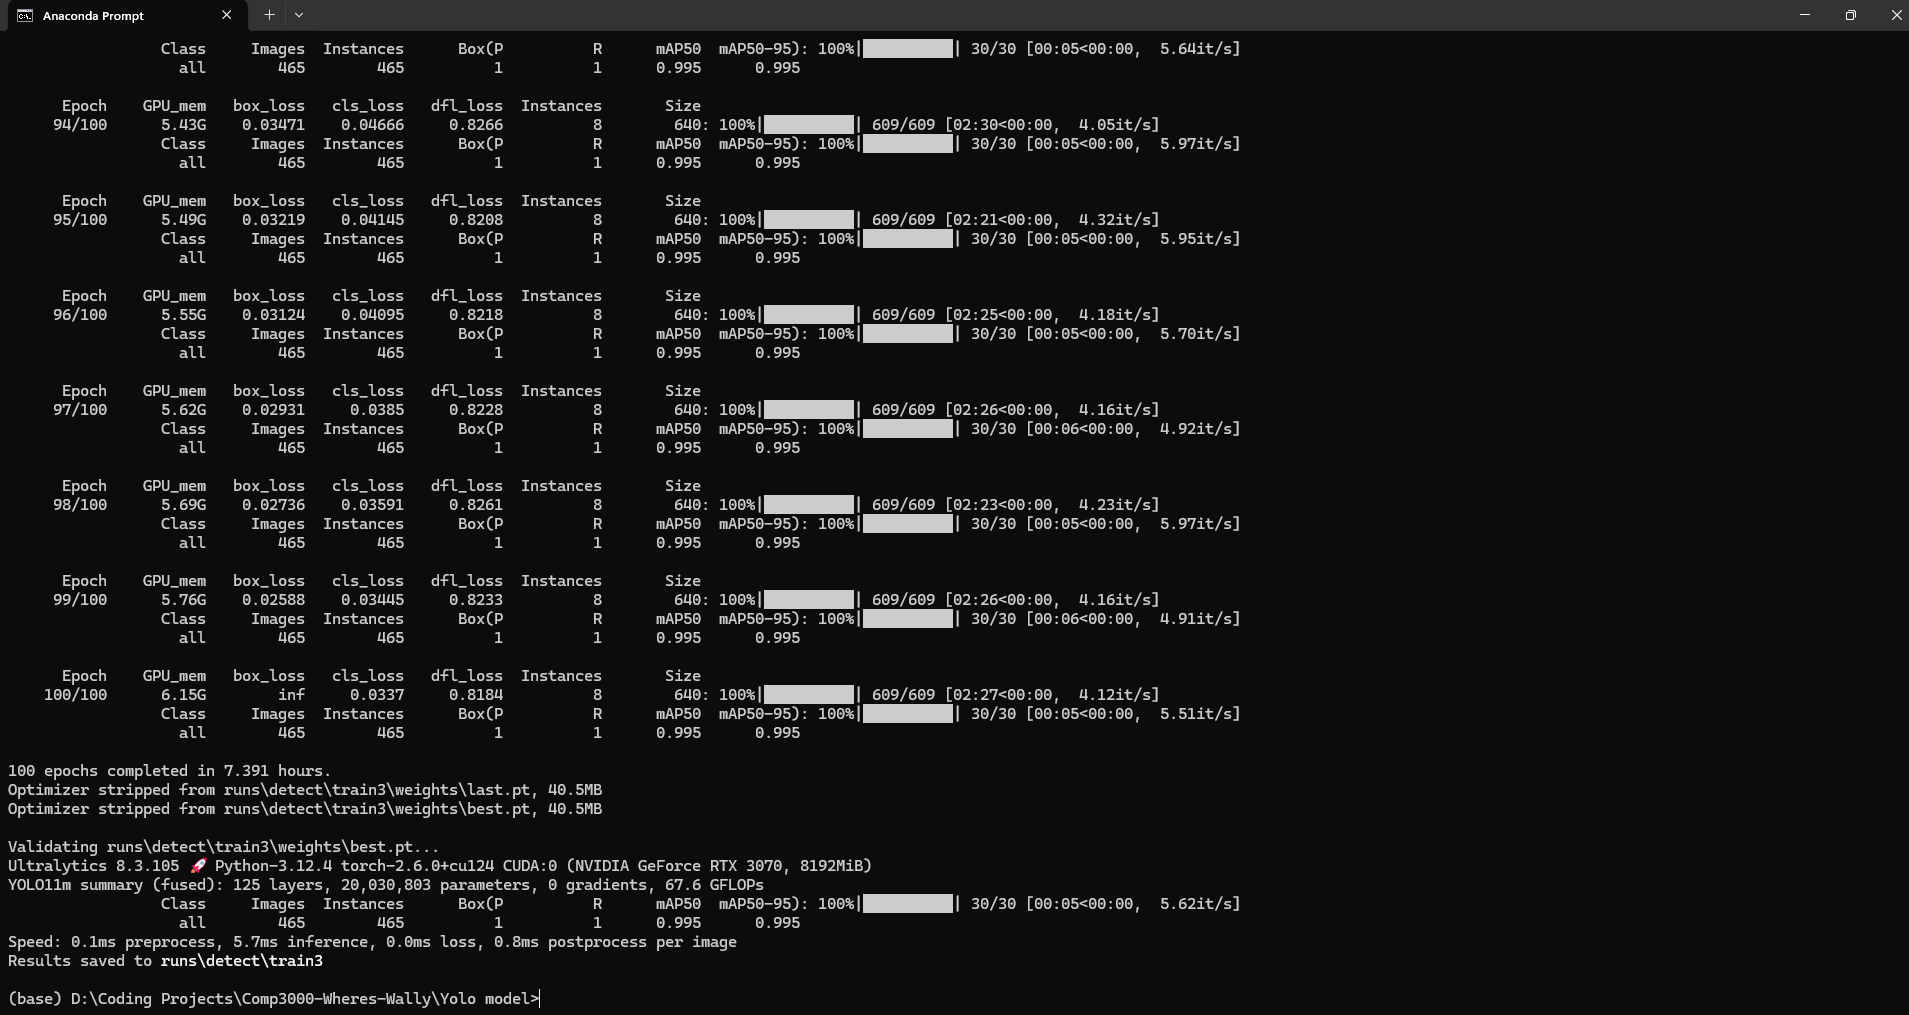 Anaconda Prompt
Class Images Instances Box(P R mAP50 mAP50-95): 100%| | 30/30 [00:05<00:00, 5.64it/s]
all 465 465 1 1 0.995 0.995
Epoch GPU_mem box_loss cls_loss dfl_loss Instances Size
94/100 5.43G 0.03471 0.04666 0.8266 8 640: 100%| | 609/609 [02:30<00:00, 4.05it/s]
Class Images Instances Box(P R mAP50 mAP50-95): 100%| | 30/30 [00:05<00:00, 5.97it/s]
all 465 465 1 1 0.995 0.995
Epoch GPU_mem box_loss cls_loss dfl_loss Instances Size
95/100 5.49G 0.03219 0.04145 0.8208 8 640: 100%| | 609/609 [02:21<00:00, 4.32it/s]
Class Images Instances Box(P R mAP50 mAP50-95): 100%| | 30/30 [00:05<00:00, 5.95it/s]
all 465 465 1 1 0.995 0.995
Epoch GPU_mem box_loss cls_loss dfl_loss Instances Size
96/100 5.55G 0.03124 0.04095 0.8218 8 640: 100%| | 609/609 [02:25<00:00, 4.18it/s]
Class Images Instances Box(P R mAP50 mAP50-95): 100%| | 30/30 [00:05<00:00, 5.70it/s]
all 465 465 1 1 0.995 0.995
Epoch GPU_mem box_loss cls_loss dfl_loss Instances Size
97/100 5.62G 0.02931 0.0385 0.8228 8 640: 100%| | 609/609 [02:26<00:00, 4.16it/s]
Class Images Instances Box(P R mAP50 mAP50-95): 100%| | 30/30 [00:06<00:00, 4.92it/s]
all 465 465 1 1 0.995 0.995
Epoch GPU_mem box_loss cls_loss dfl_loss Instances Size
98/100 5.69G 0.02736 0.03591 0.8261 8 640: 100%| | 609/609 [02:23<00:00, 4.23it/s]
Class Images Instances Box(P R mAP50 mAP50-95): 100%| | 30/30 [00:05<00:00, 5.97it/s]
all 465 465 1 1 0.995 0.995
Epoch GPU_mem box_loss cls_loss dfl_loss Instances Size
99/100 5.76G 0.02588 0.03445 0.8233 8 640: 100%| | 609/609 [02:26<00:00, 4.16it/s]
Class Images Instances Box(P R mAP50 mAP50-95): 100%| | 30/30 [00:06<00:00, 4.91it/s]
all 465 465 1 1 0.995 0.995
Epoch GPU_mem box_loss cls_loss dfl_loss Instances Size
100/100 6.15G inf 0.0337 0.8184 8 640: 100%| | 609/609 [02:27<00:00, 4.12it/s]
Class Images Instances Box(P R mAP50 mAP50-95): 100%| | 30/30 [00:05<00:00, 5.51it/s]
all 465 465 1 1 0.995 0.995
100 epochs completed in 7.391 hours.
Optimizer stripped from runs\detect\train3\weights\last.pt, 40.5MB
Optimizer stripped from runs\detect\train3\weights\best.pt, 40.5MB
Validating runs\detect\train3\weights\best.pt...
Ultralytics 8.3.105 🚀 Python-3.12.4 torch-2.6.0+cu124 CUDA:0 (NVIDIA GeForce RTX 3070, 8192MiB)
YOLO11m summary (fused): 125 layers, 20,030,803 parameters, 0 gradients, 67.6 GFLOPs
Class Images Instances Box(P R mAP50 mAP50-95): 100%| | 30/30 [00:05<00:00, 5.62it/s]
all 465 465 1 1 0.995 0.995
Speed: 0.1ms preprocess, 5.7ms inference, 0.0ms loss, 0.8ms postprocess per image
Results saved to runs\detect\train3
(base) D:\Coding Projects\Comp3000-Wheres-Wally\Yolo model>